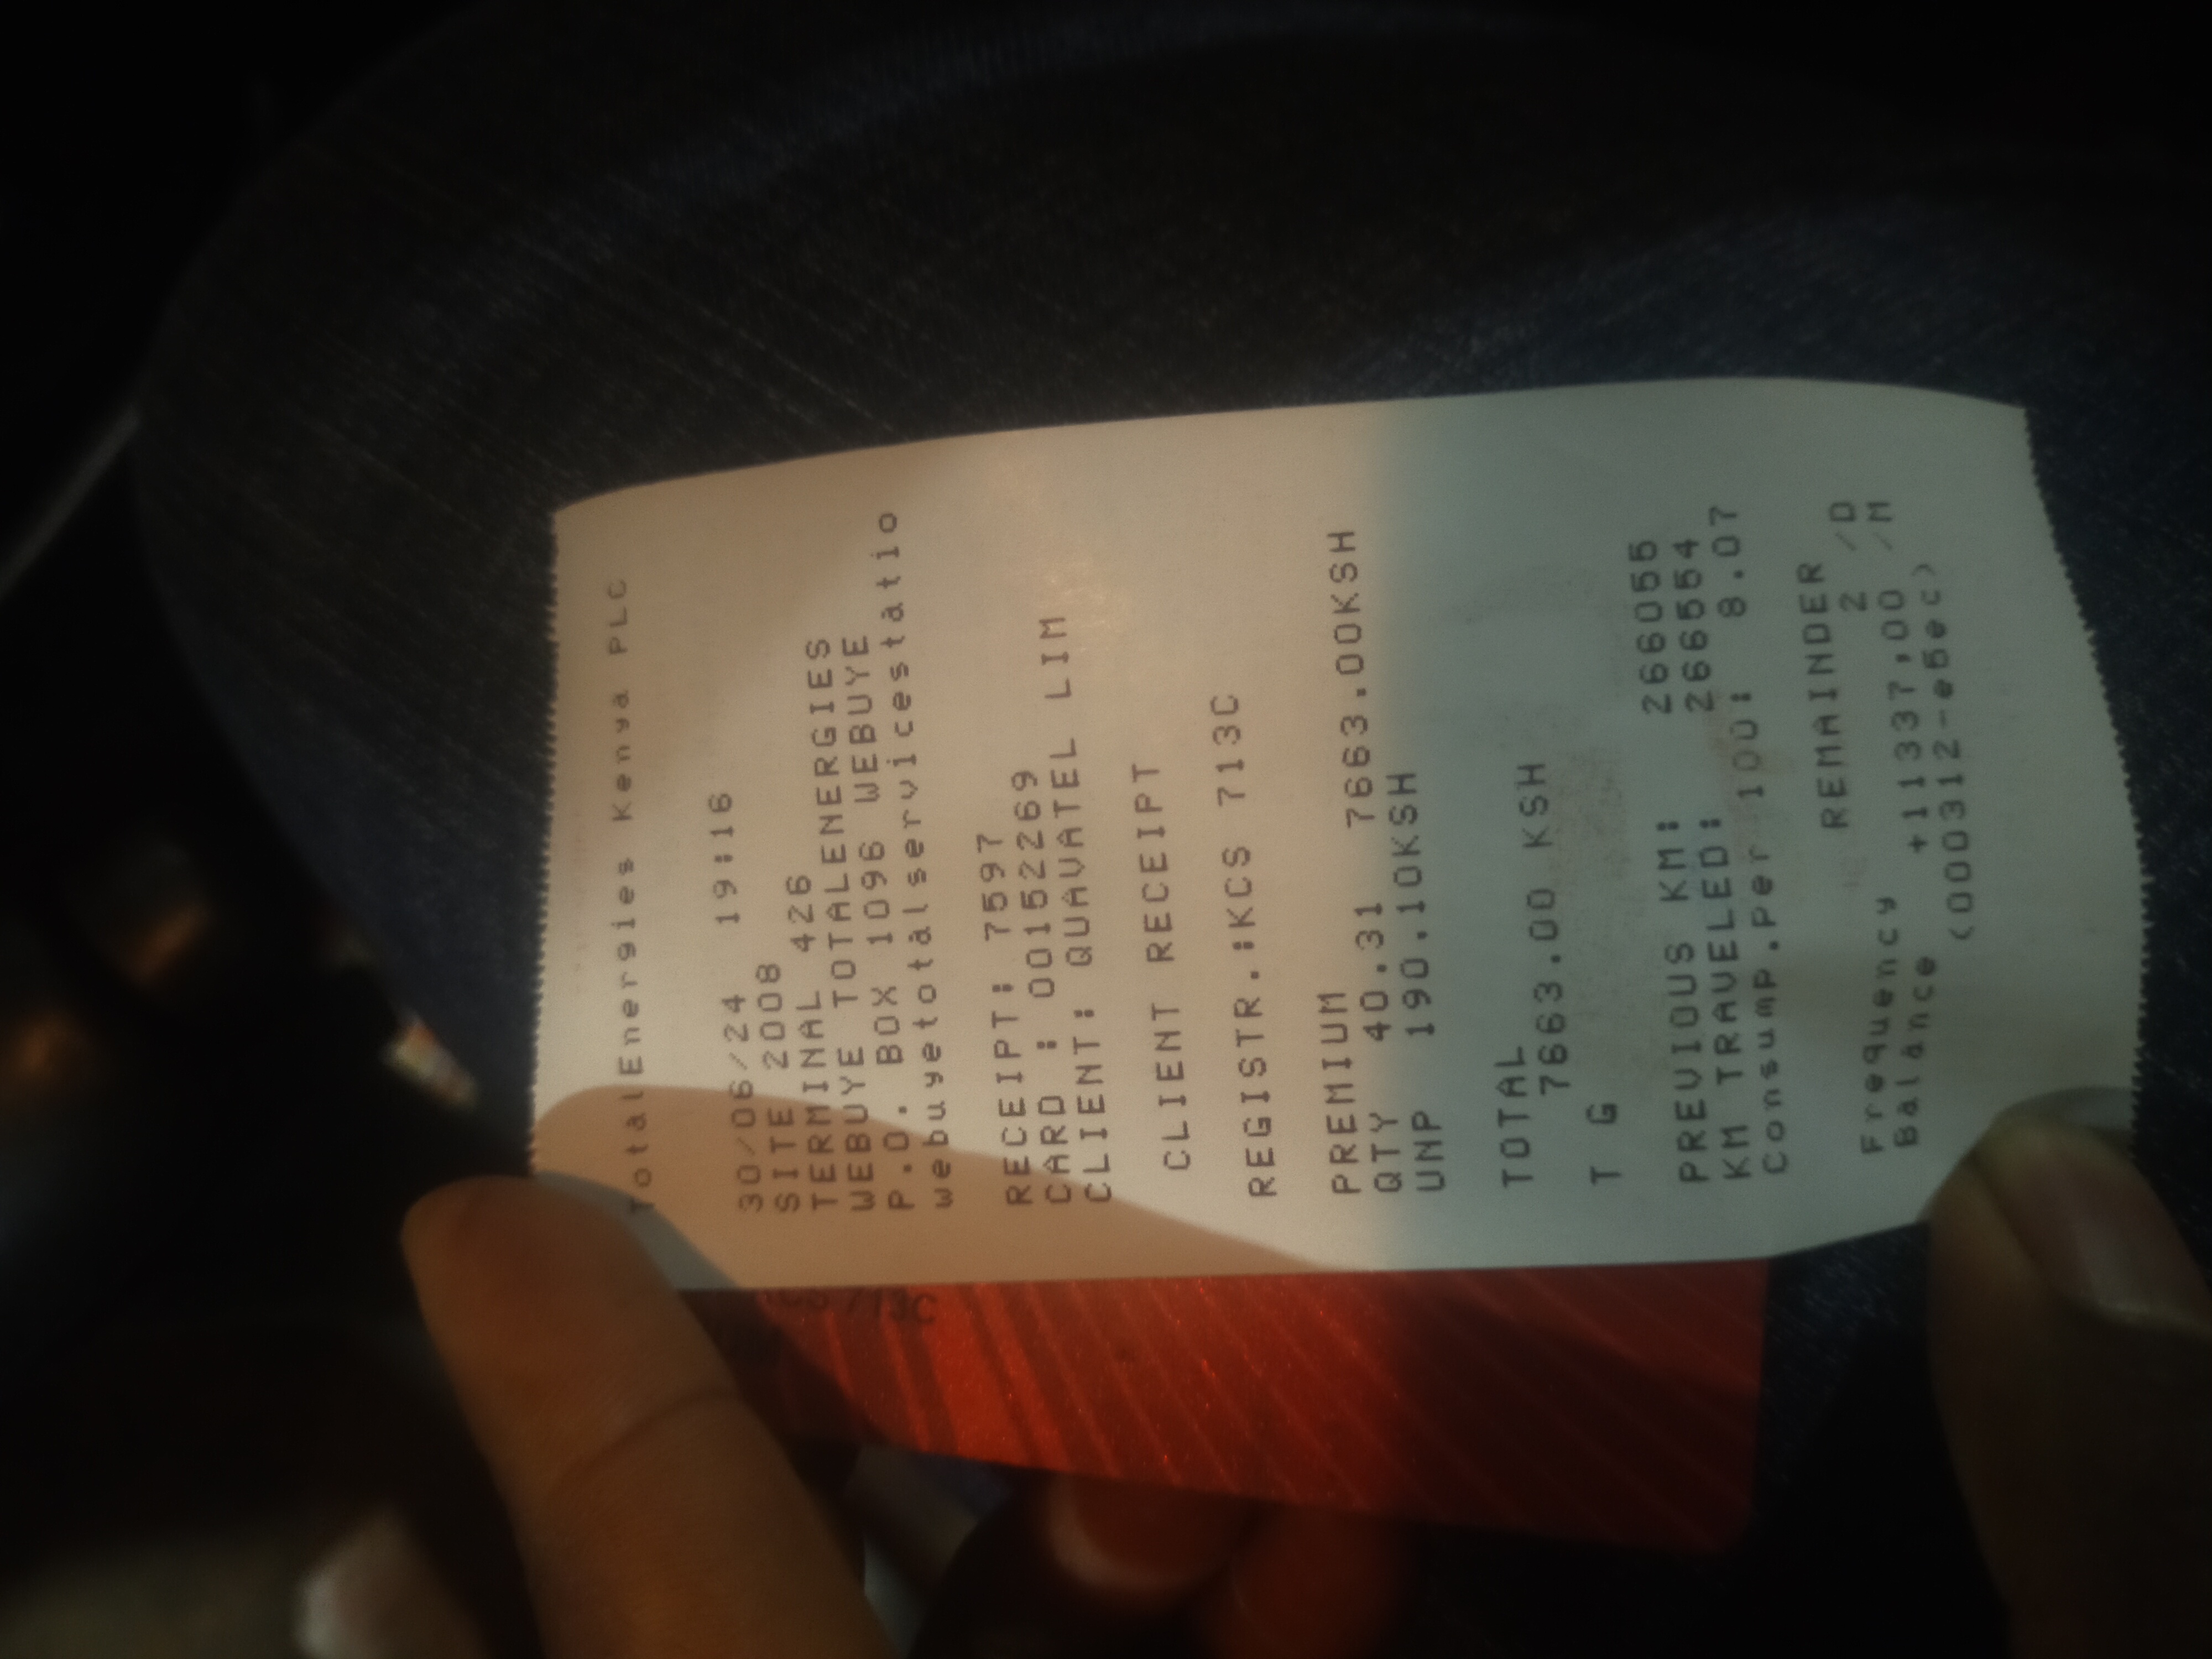 TotalEnergies Kenya PLC
30/06/24 19:16
SITE 2008
TERMINAL 426
WEBUYE TOTALENERGIES
P.O. BOX 1096 WEBUYE
webuyetotalservicestatio
RECEIPT: 7597
CARD : 00152269
CLIENT: QUAVATEL LIM
CLIENT RECEIPT
REGISTR.:KCS 713C
PREMIUM 7663.00KSH
QTY 40.31
UNP 190.10KSH
TOTAL
7663.00 KSH
T G
PREVIOUS KM: 266055
KM TRAVELED: 266554
Consump.Per 100: 8.07
REMAINDER
Frequency 2 /D
Balance +11337,00 /M
(000312-e5ec)
713C